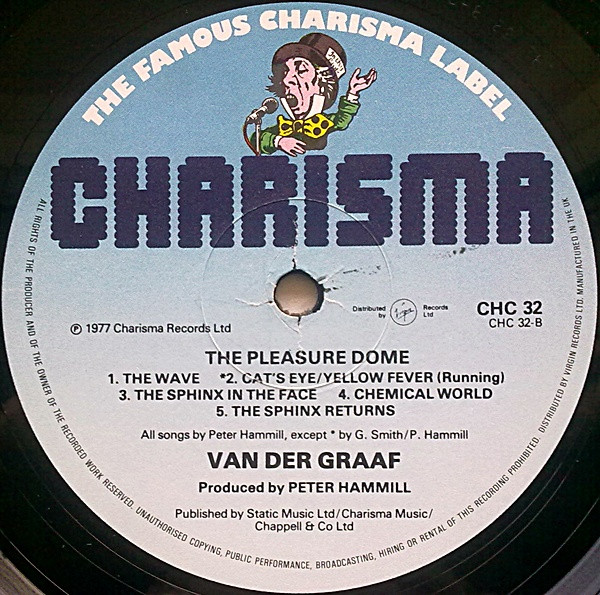 THE FAMOUS CHARISMA LABEL
CHARISMA
Distributed by Virgin Records Ltd
CHC 32
CHC 32-B
℗ 1977 Charisma Records Ltd
THE PLEASURE DOME
1. THE WAVE *2. CAT'S EYE/YELLOW FEVER (Running)
3. THE SPHINX IN THE FACE 4. CHEMICAL WORLD
5. THE SPHINX RETURNS
All songs by Peter Hammill, except * by G. Smith/P. Hammill
VAN DER GRAAF
Produced by PETER HAMMILL
Published by Static Music Ltd/Charisma Music/
Chappell & Co Ltd
ALL RIGHTS OF THE PRODUCER AND OF THE OWNER OF THE RECORDED WORK RESERVED. UNAUTHORISED COPYING, PUBLIC PERFORMANCE, BROADCASTING, HIRING OR RENTAL OF THIS RECORDING PROHIBITED. DISTRIBUTED BY VIRGIN RECORDS LTD. MANUFACTURED IN THE UK